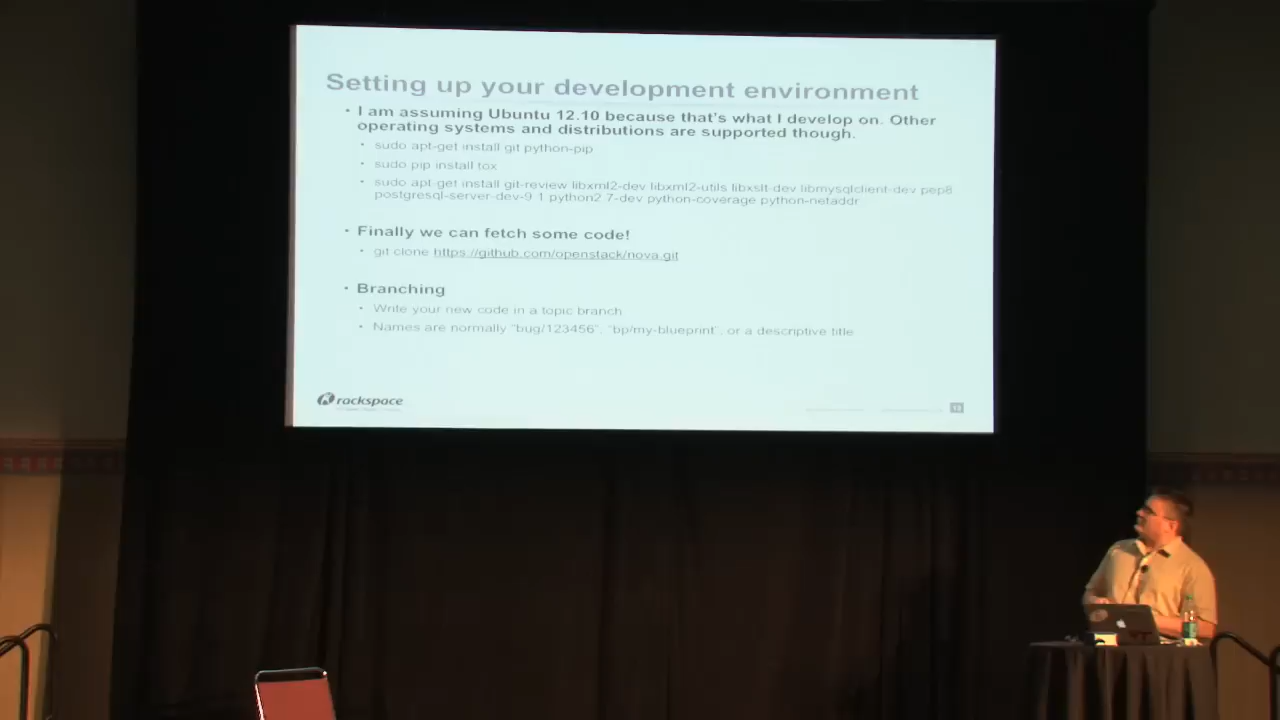 Setting up your development environment
• I am assuming Ubuntu 12.10 because that's what I develop on. Other
operating systems and distributions are supported though.
• sudo apt-get install git python-pip
• sudo pip install tox
• sudo apt-get install git-review libxml2-dev libxml2-utils libxslt-dev libmysqlclient-dev pep8
postgresql-server-dev-9.1 python2.7-dev python-coverage python-netaddr
• Finally we can fetch some code!
• git clone https://github.com/openstack/nova.git
• Branching
• Write your new code in a topic branch
• Names are normally "bug/123456", "bp/my-blueprint", or a descriptive title
rackspace
13